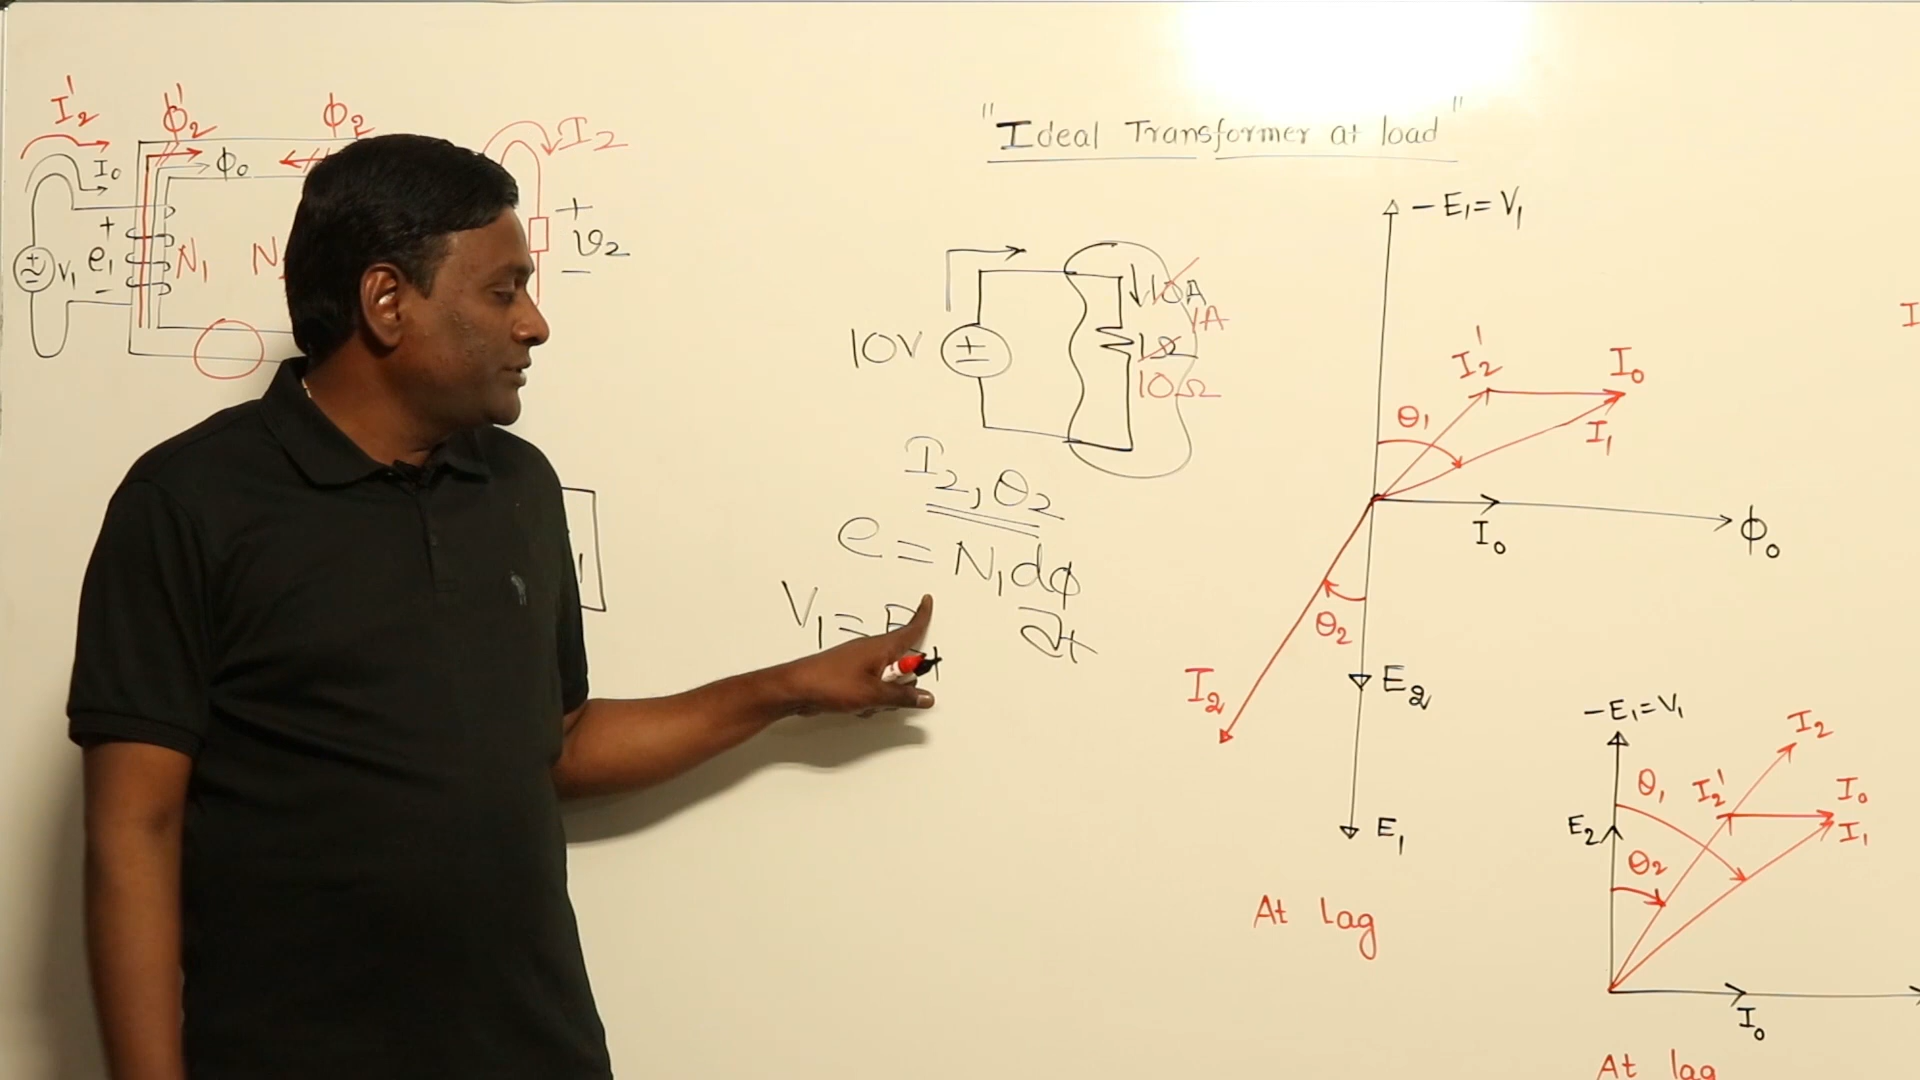 "Ideal Transformer at load"
I₂' ϕ₂' ϕ₂ I₂
I₀ ϕ₀
+ +
e₁ N₁ N v₂
V₁
− −
10V
10A
1A
1Ω
10Ω
I₂, θ₂
e = N₁ dϕ
dt
V₁ =
−E₁ = V₁
I₂' I₀
θ₁ I₁
I₀ ϕ₀
θ₂
I₂ E₂
E₁
At lag
−E₁ = V₁ I₂
θ₁ I₂' I₀
E₂ I₁
θ₂
I₀
At lag
I